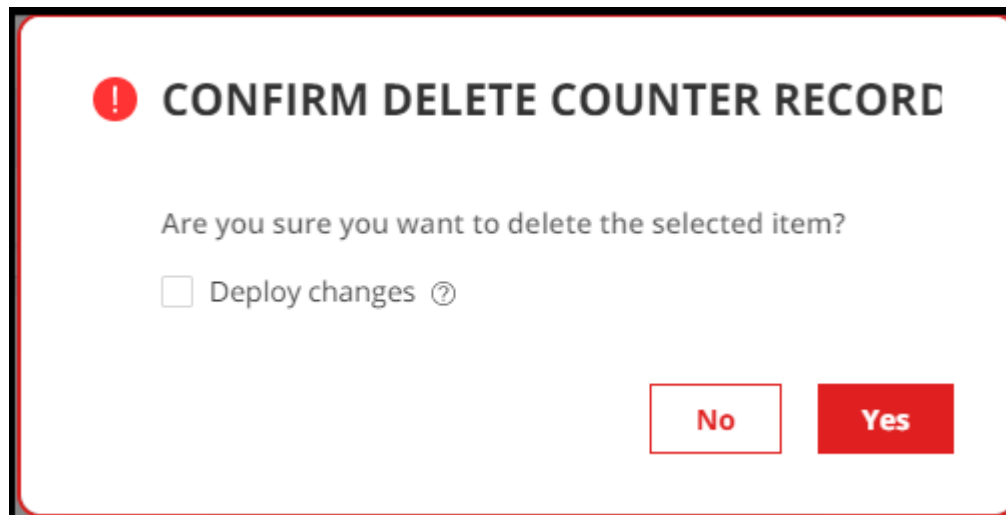 CONFIRM DELETE COUNTER RECORD
Are you sure you want to delete the selected item?
Deploy changes
No
Yes